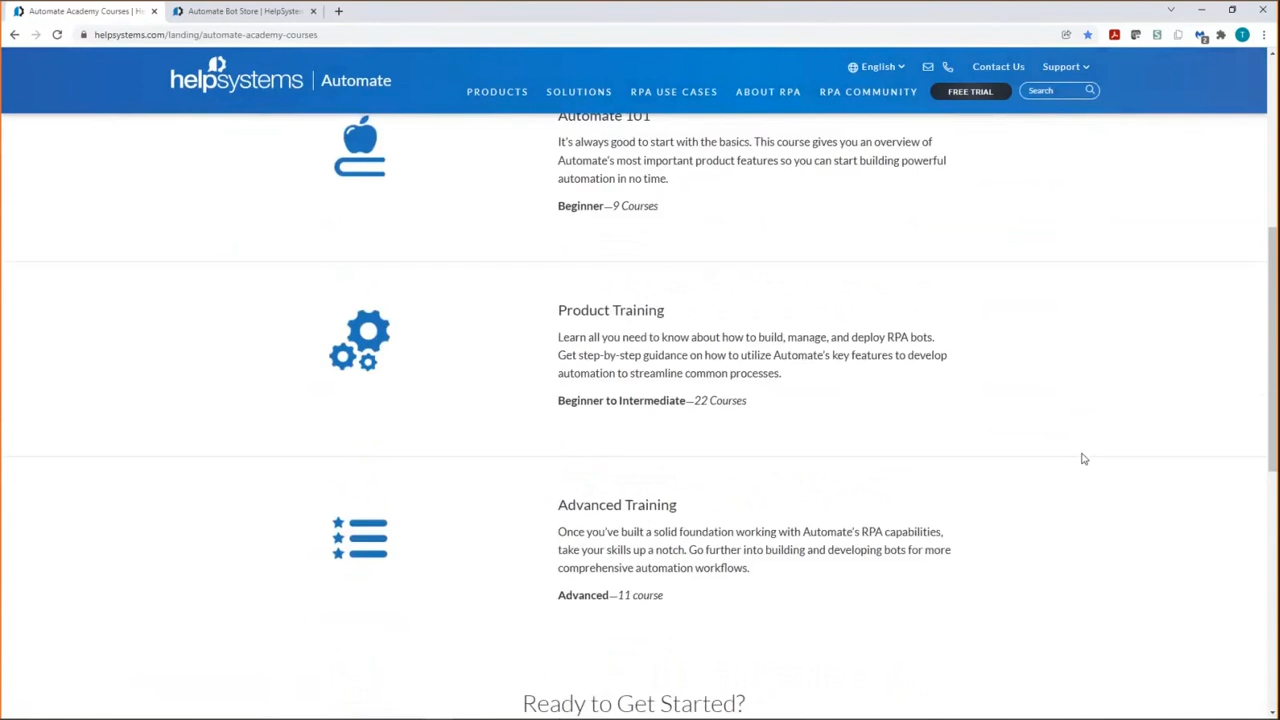 Automate Academy Courses | He
Automate Bot Store | HelpSystem
helpsystems.com/landing/automate-academy-courses
helpsystems | Automate
English
Contact Us
Support
PRODUCTS SOLUTIONS RPA USE CASES ABOUT RPA RPA COMMUNITY FREE TRIAL Search
Automate 101
It's always good to start with the basics. This course gives you an overview of
Automate's most important product features so you can start building powerful
automation in no time.
Beginner—9 Courses
Product Training
Learn all you need to know about how to build, manage, and deploy RPA bots.
Get step-by-step guidance on how to utilize Automate's key features to develop
automation to streamline common processes.
Beginner to Intermediate—22 Courses
Advanced Training
Once you've built a solid foundation working with Automate's RPA capabilities,
take your skills up a notch. Go further into building and developing bots for more
comprehensive automation workflows.
Advanced—11 course
Ready to Get Started?